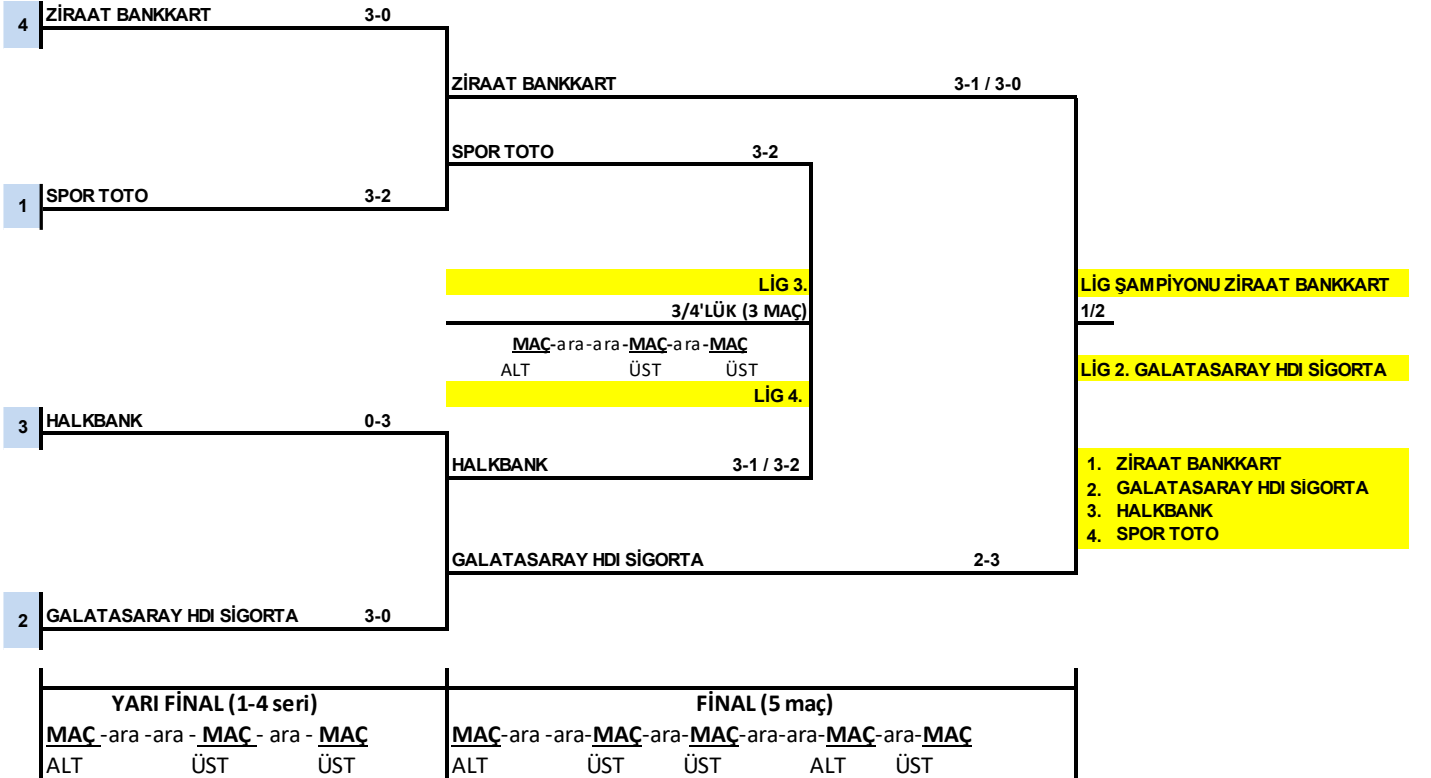 4 ZİRAAT BANKKART 3-0
ZİRAAT BANKKART 3-1 / 3-0
SPOR TOTO 3-2
1 SPOR TOTO 3-2
LİG 3.
LİG ŞAMPİYONU ZİRAAT BANKKART
3/4'LÜK (3 MAÇ)
1/2
MAÇ-ara-ara-MAÇ-ara-MAÇ
ALT ÜST ÜST
LİG 2. GALATASARAY HDI SİGORTA
LİG 4.
3 HALKBANK 0-3
HALKBANK 3-1 / 3-2
1. ZİRAAT BANKKART
2. GALATASARAY HDI SİGORTA
3. HALKBANK
4. SPOR TOTO
GALATASARAY HDI SİGORTA 2-3
2 GALATASARAY HDI SİGORTA 3-0
YARI FİNAL (1-4 seri) FİNAL (5 maç)
MAÇ -ara -ara - MAÇ - ara - MAÇ MAÇ-ara -ara-MAÇ-ara-MAÇ-ara-ara-MAÇ-ara-MAÇ
ALT ÜST ÜST ALT ÜST ÜST ALT ÜST